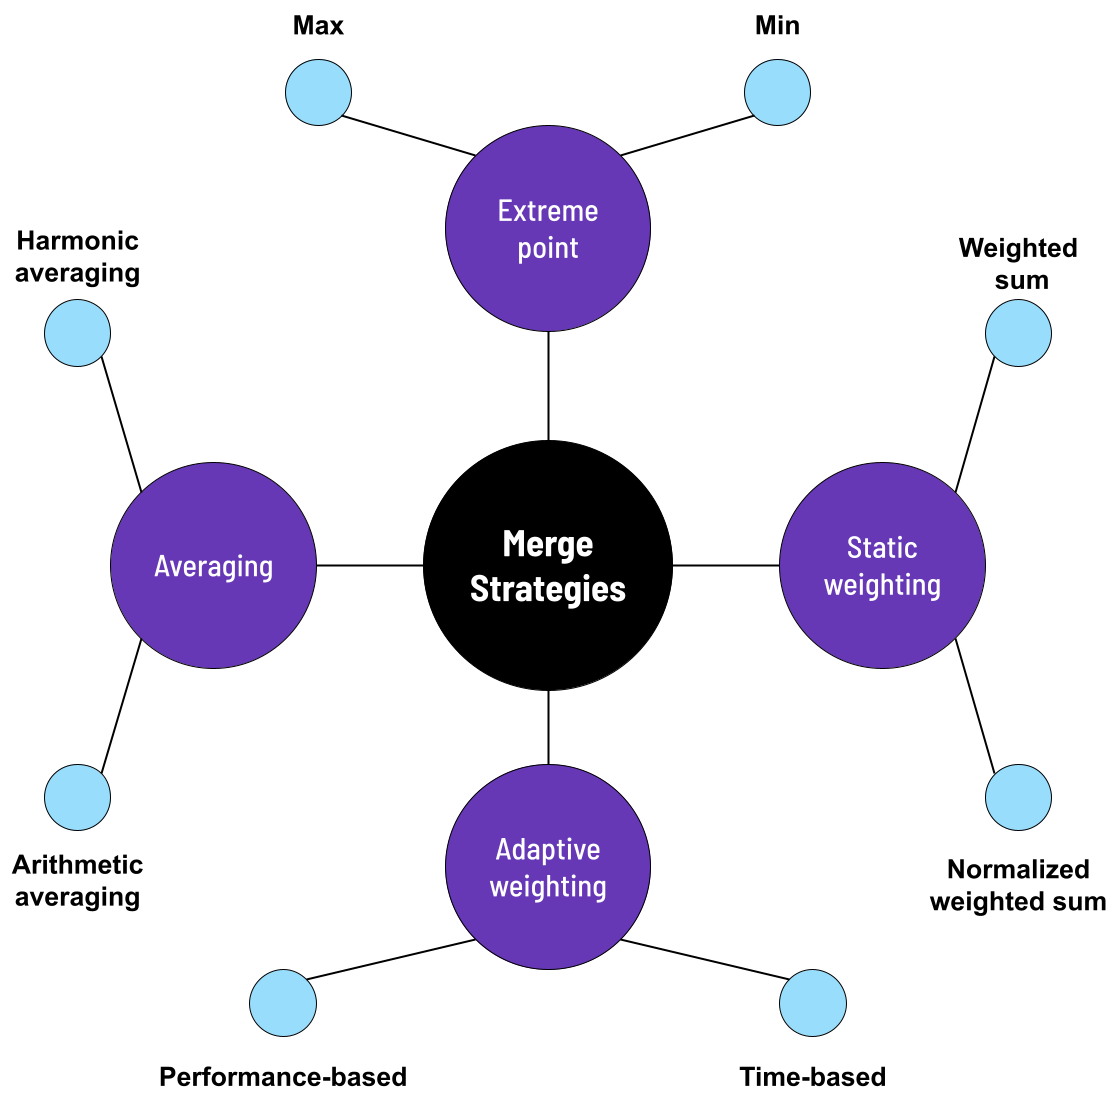 Max
Min
Extreme
point
Harmonic
averaging
Weighted
sum
Averaging
Merge
Strategies
Static
weighting
Arithmetic
averaging
Adaptive
weighting
Normalized
weighted sum
Performance-based
Time-based